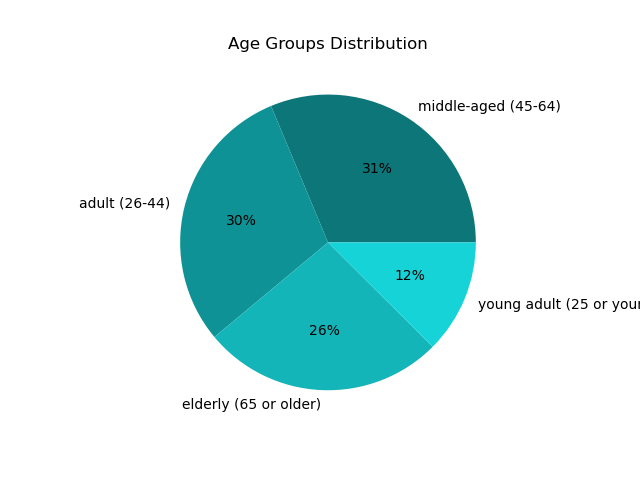 Age Groups Distribution
middle-aged (45-64)
31%
adult (26-44)
30%
12%
young adult (25 or
26%
elderly (65 or older)